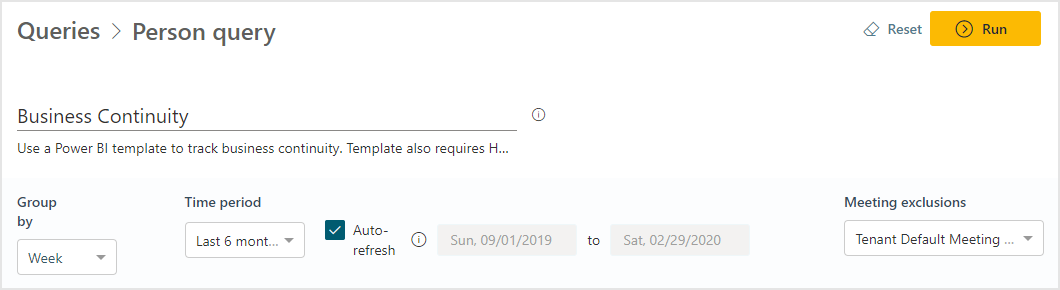 Queries > Person query
Reset
Run
Business Continuity
Use a Power BI template to track business continuity. Template also requires H...
Group
by
Time period
Meeting exclusions
Week
Last 6 mont...
Auto-
refresh
Sun, 09/01/2019
to
Sat, 02/29/2020
Tenant Default Meeting ...